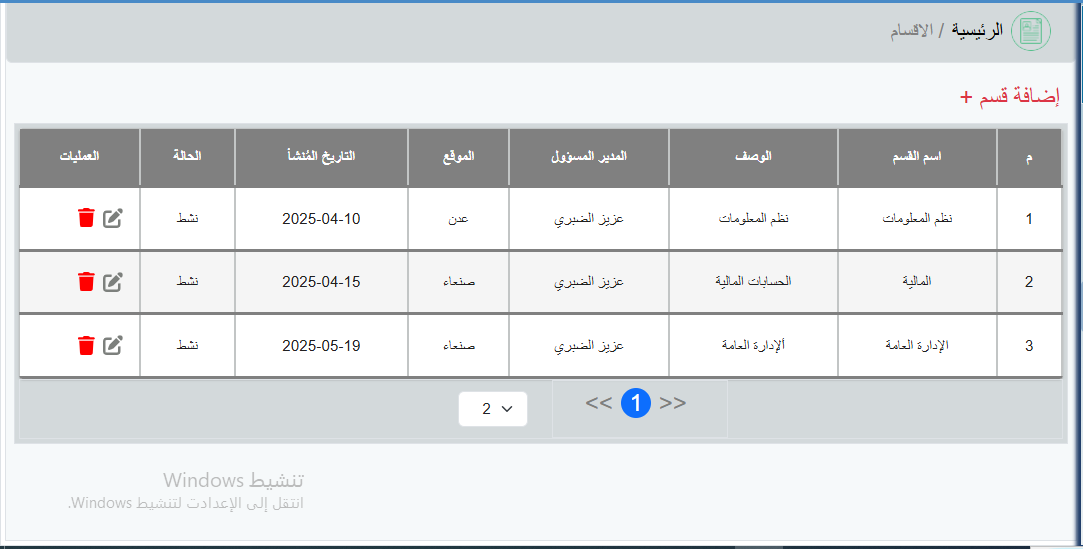 الرئيسية / الاقسام
إضافة قسم +
م اسم القسم الوصف المدير المسؤول الموقع التاريخ المُنشأ الحالة العمليات
1 نظم المعلومات نظم المعلومات عزيز الضبري عدن 2025-04-10 نشط
2 المالية الحسابات المالية عزيز الضبري صنعاء 2025-04-15 نشط
3 الإدارة العامة ألإدارة العامة عزيز الضبري صنعاء 2025-05-19 نشط
<< 1 >> 2
تنشيط Windows
انتقل إلى الإعدادت لتنشيط Windows.